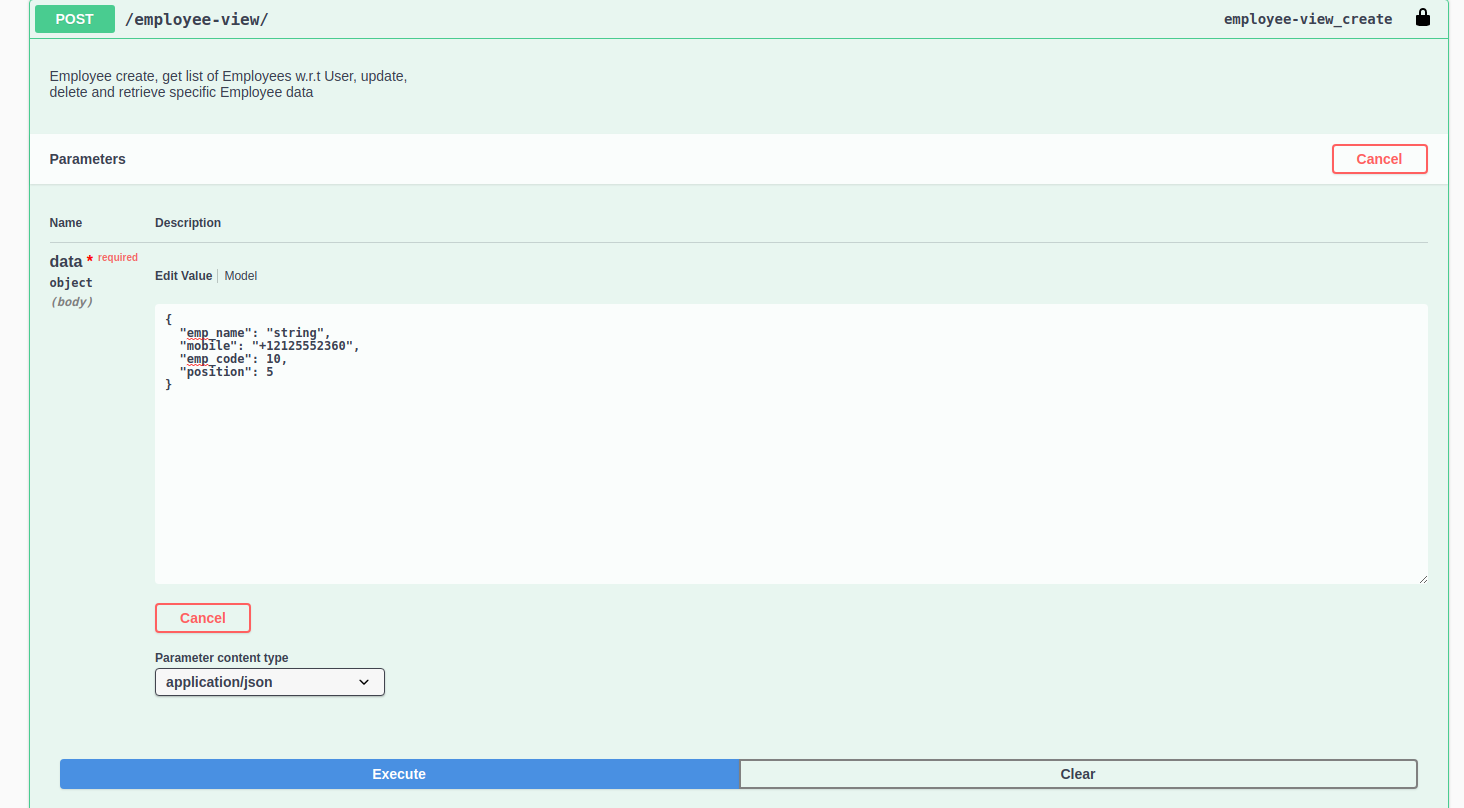 POST /employee-view/ employee-view_create
Employee create, get list of Employees w.r.t User, update,
delete and retrieve specific Employee data
Parameters Cancel
Name Description
data * required
object
(body)
Edit Value Model
{
  "emp_name": "string",
  "mobile": "+12125552360",
  "emp_code": 10,
  "position": 5
}
Cancel
Parameter content type
application/json
Execute Clear